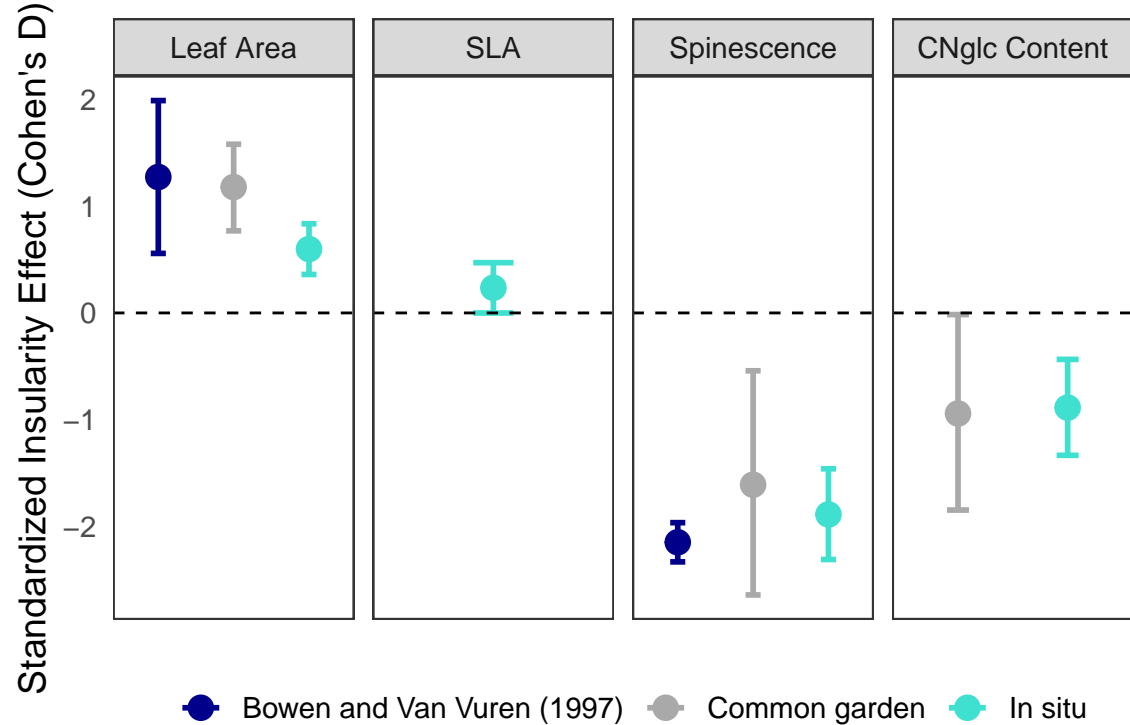 Leaf Area
SLA
Spinescence
CNglc Content
Standardized Insularity Effect (Cohen's D)
2
1
0
−1
−2
Bowen and Van Vuren (1997)
Common garden
In situ